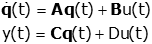 q̇(t) = Aq(t) + Bu(t)
y(t) = Cq(t) + Du(t)